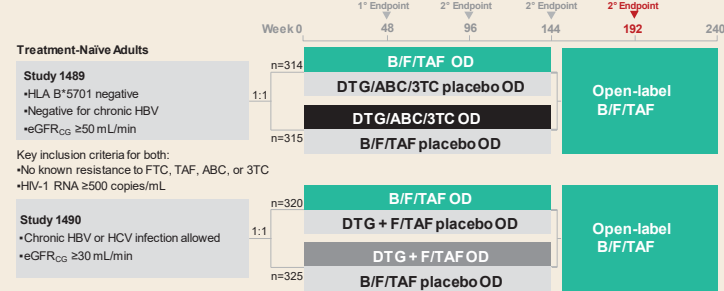 1° Endpoint 2° Endpoint 2° Endpoint 2° Endpoint
Week 0 48 96 144 192 240
Treatment-Naïve Adults
Study 1489
▪HLA B*5701 negative
▪Negative for chronic HBV
▪eGFRCG ≥50 mL/min
1:1
n=314
n=315
B/F/TAF OD
DTG/ABC/3TC placebo OD
DTG/ABC/3TC OD
B/F/TAF placebo OD
Open-label
B/F/TAF
Key inclusion criteria for both:
▪No known resistance to FTC, TAF, ABC, or 3TC
▪HIV-1 RNA ≥500 copies/mL
Study 1490
▪Chronic HBV or HCV infection allowed
▪eGFRCG ≥30 mL/min
1:1
n=320
n=325
B/F/TAF OD
DTG + F/TAF placebo OD
DTG + F/TAF OD
B/F/TAF placebo OD
Open-label
B/F/TAF